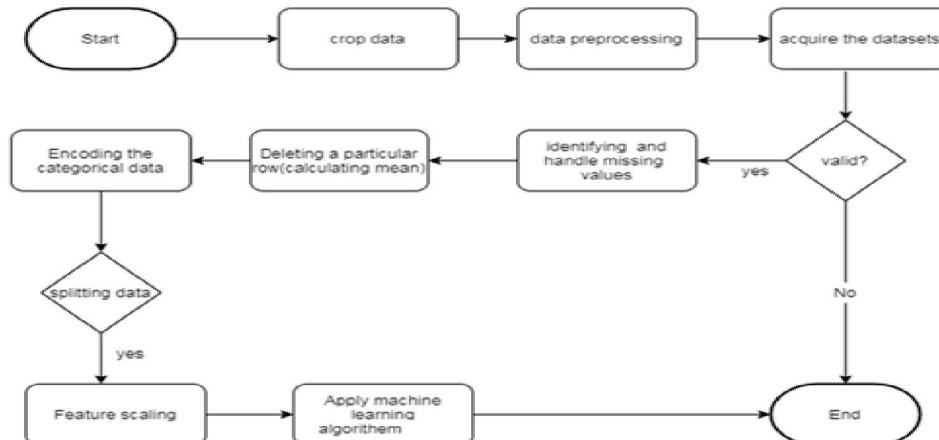 Start
crop data
data preprocessing
acquire the datasets
valid?
yes
identifying and
handle missing
values
Deleting a particular
row(calculating mean)
Encoding the
categorical data
splitting data
yes
No
Feature scaling
Apply machine
learning
algorithem
End